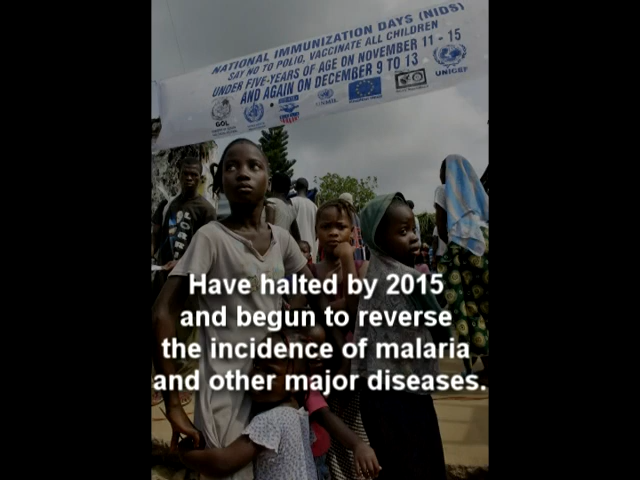 NATIONAL IMMUNIZATION DAYS (NIDS)
SAY NO TO POLIO, VACCINATE ALL CHILDREN
UNDER FIVE-YEARS OF AGE ON NOVEMBER 11 - 15
AND AGAIN ON DECEMBER 9 TO 13
UNICEF
GOL
Have halted by 2015
and begun to reverse
the incidence of malaria
and other major diseases.